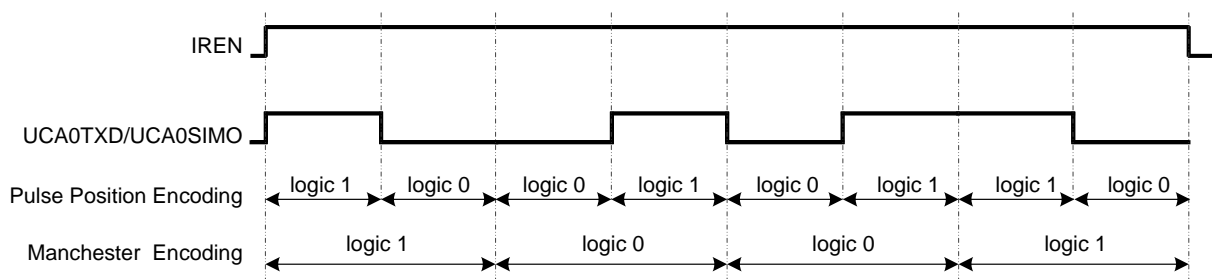 IREN
UCA0TXD/UCA0SIMO
Pulse Position Encoding
logic 1 logic 0 logic 0 logic 1 logic 0 logic 1 logic 1 logic 0
Manchester Encoding
logic 1 logic 0 logic 0 logic 1